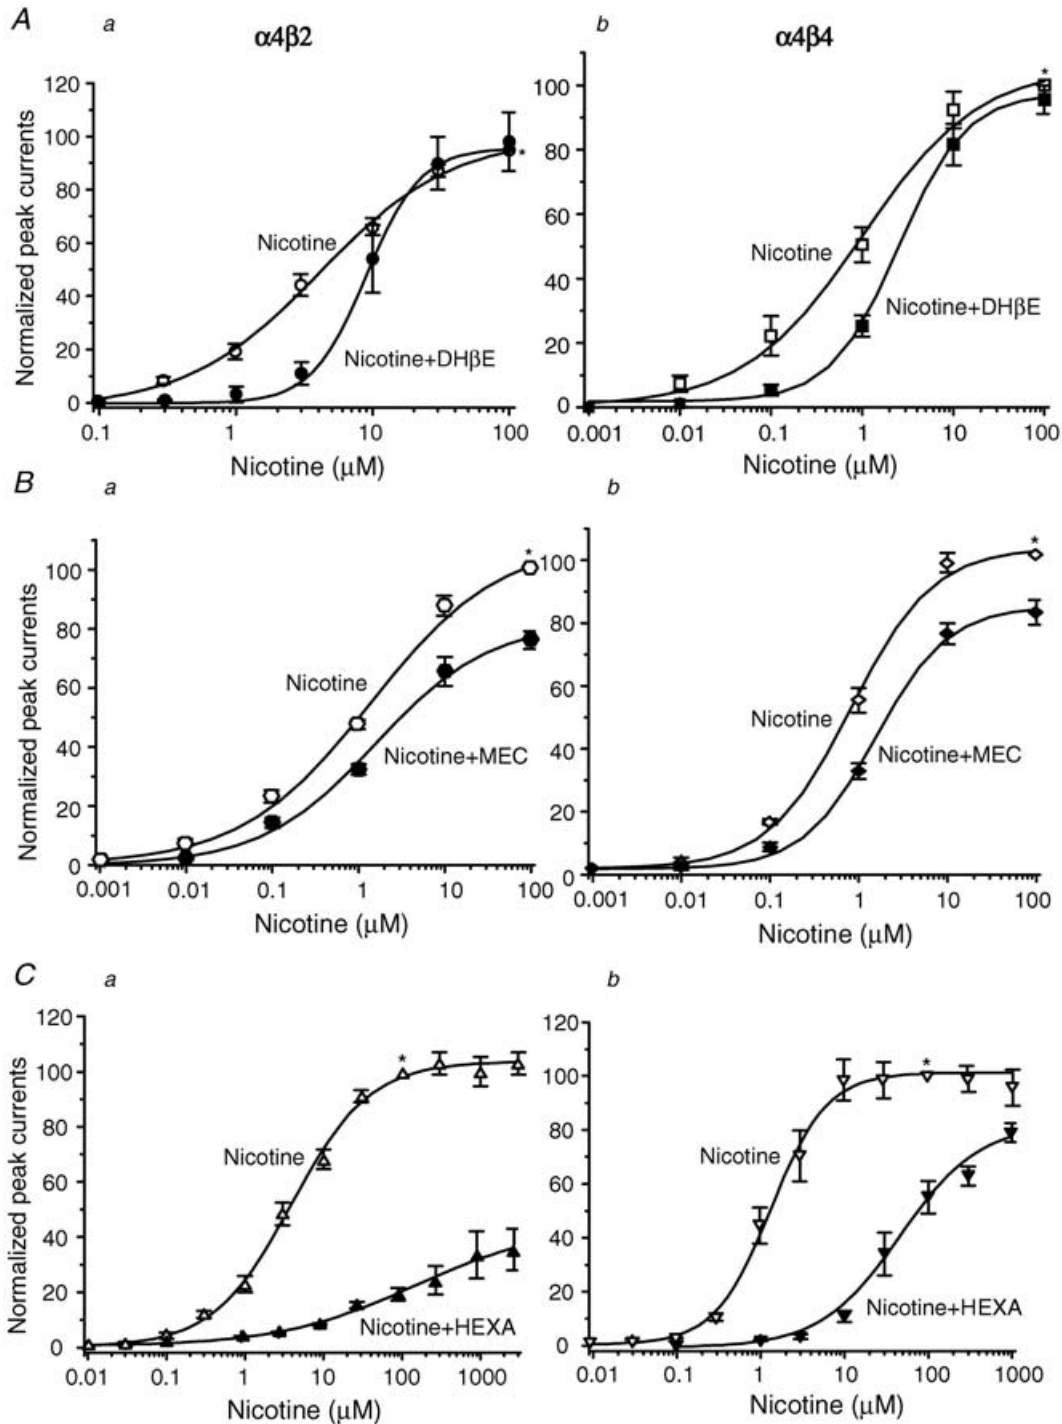 A
a
α4β2
b
α4β4
Normalized peak currents
120
100
80
60
40
20
0
Nicotine
Nicotine+DHβE
*
0.1
1
10
100
Nicotine (μM)
100
80
60
40
20
0
Nicotine
Nicotine+DHβE
*
0.001
0.01
0.1
1
10
100
Nicotine (μM)
B
a
b
Normalized peak currents
100
80
60
40
20
0
Nicotine
Nicotine+MEC
*
0.001
0.01
0.1
1
10
100
Nicotine (μM)
100
80
60
40
20
0
Nicotine
Nicotine+MEC
*
0.001
0.01
0.1
1
10
100
Nicotine (μM)
C
a
b
Normalized peak currents
120
100
80
60
40
20
0
Nicotine
Nicotine+HEXA
*
0.01
0.1
1
10
100
1000
Nicotine (μM)
120
100
80
60
40
20
0
Nicotine
Nicotine+HEXA
*
0.01
0.1
1
10
100
1000
Nicotine (μM)